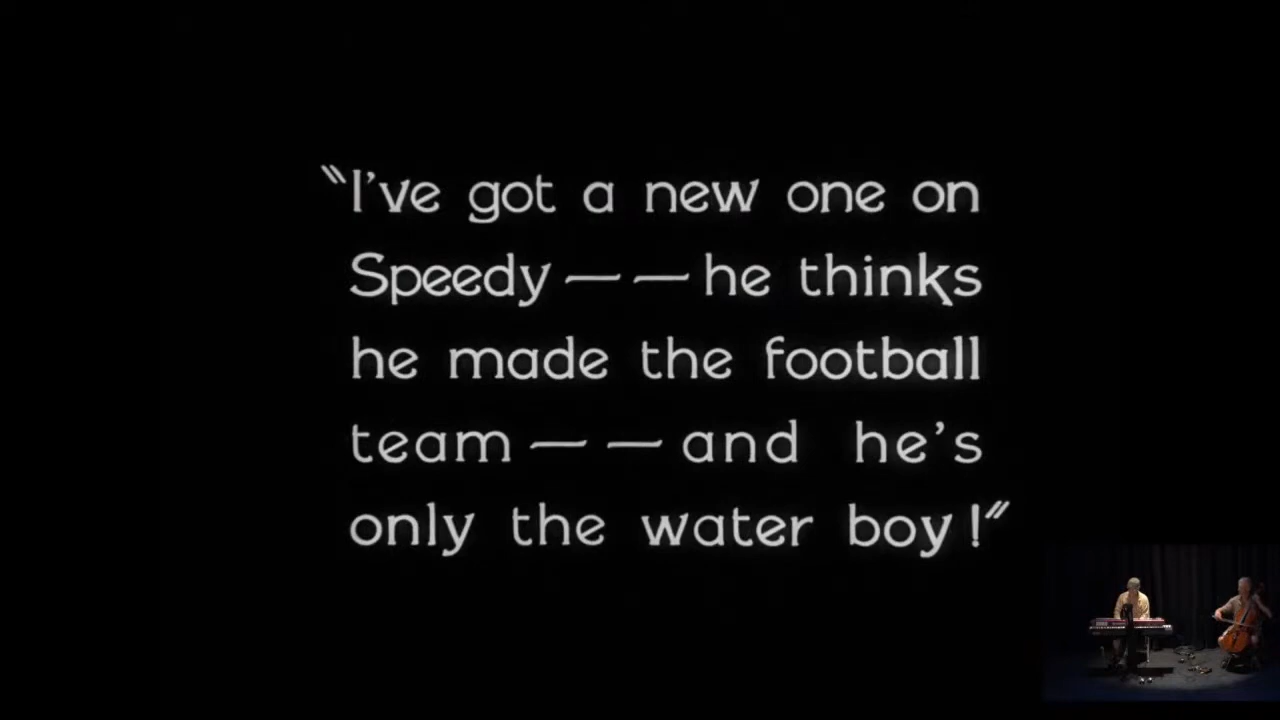 "I've got a new one on
Speedy — — he thinks
he made the football
team — — and he's
only the water boy!"